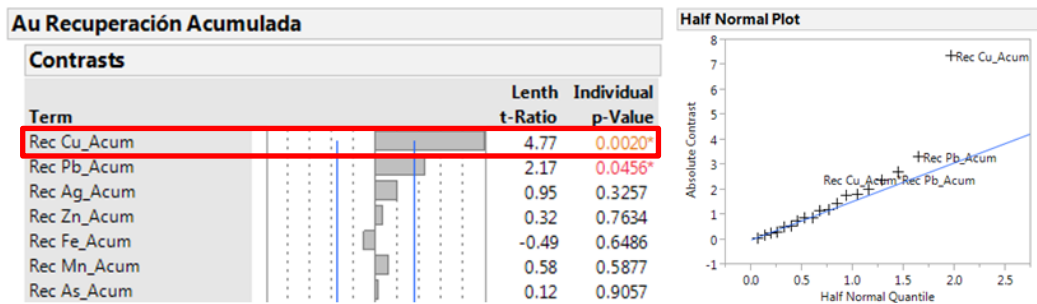 Au Recuperación Acumulada
Contrasts
Term Lenth t-Ratio Individual p-Value
Rec Cu_Acum 4.77 0.0020*
Rec Pb_Acum 2.17 0.0456*
Rec Ag_Acum 0.95 0.3257
Rec Zn_Acum 0.32 0.7634
Rec Fe_Acum -0.49 0.6486
Rec Mn_Acum 0.58 0.5877
Rec As_Acum 0.12 0.9057
Half Normal Plot
Absolute Contrast
8
7
6
5
4
3
2
1
0
-1
Rec Cu_Acum
Rec Pb_Acum
Rec Cu_Acum*Rec Pb_Acum
0.0 0.5 1.0 1.5 2.0 2.5
Half Normal Quantile